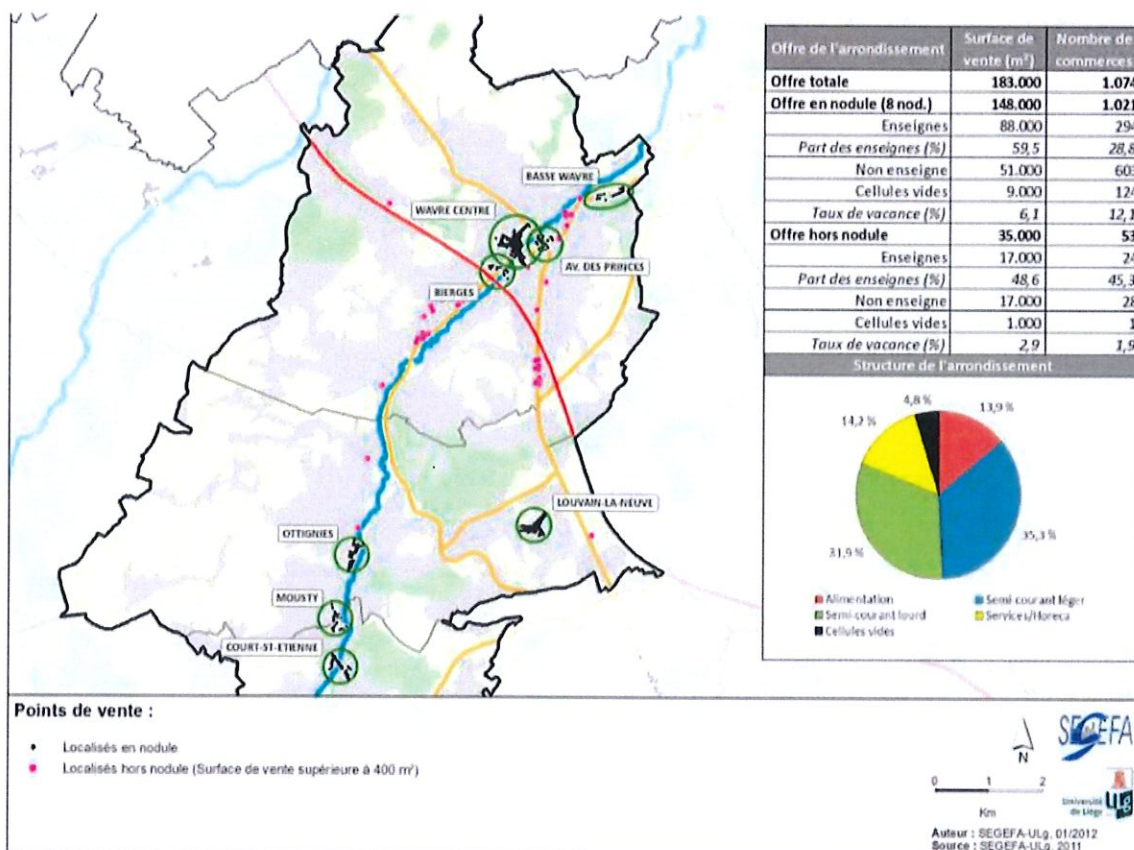 BASSE WAVRE
WAVRE CENTRE
AV. DES PRINCES
BIERGES
LOUVAIN-LA-NEUVE
OTTIGNIES
MOUSTY
COURT-ST-ETIENNE
Offre de l'arrondissement Surface de vente (m²) Nombre de commerces
Offre totale 183.000 1.074
Offre en nodule (8 nod.) 148.000 1.021
Enseignes 88.000 294
Part des enseignes (%) 59,5 28,8
Non enseigne 51.000 603
Cellules vides 9.000 124
Taux de vacance (%) 6,1 12,1
Offre hors nodule 35.000 53
Enseignes 17.000 24
Part des enseignes (%) 48,6 45,3
Non enseigne 17.000 28
Cellules vides 1.000 1
Taux de vacance (%) 2,9 1,9
Structure de l'arrondissement
4,8 %
13,9 %
14,2 %
35,3 %
31,9 %
Alimentation
Semi-courant léger
Semi-courant lourd
Services/Horeca
Cellules vides
Points de vente :
Localisés en nodule
Localisés hors nodule (Surface de vente supérieure à 400 m²)
N
SEGEFA
0 1 2
Km
Université de Liège
ULg
Auteur : SEGEFA-ULg, 01/2012
Source : SEGEFA-ULg, 2011